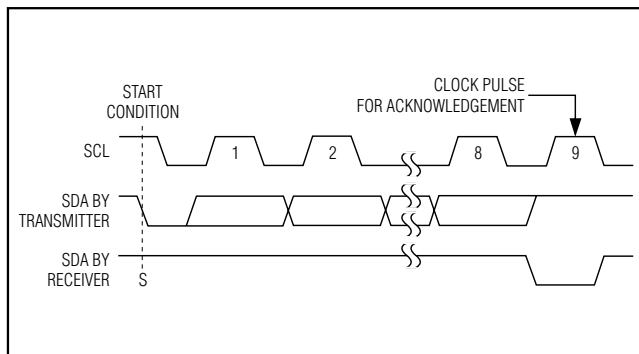 START
CONDITION
CLOCK PULSE
FOR ACKNOWLEDGEMENT
SCL
1
2
8
9
SDA BY
TRANSMITTER
SDA BY
RECEIVER
S